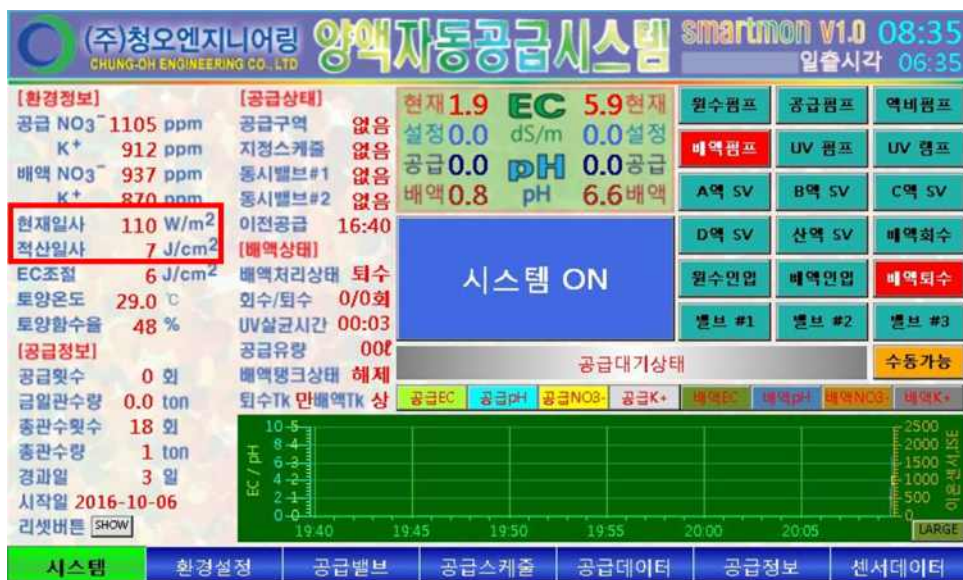 (주)청오엔지니어링
CHUNG-OH ENGINEERING CO., LTD
양액자동공급시스템
smartmon V1.0 08:35
일출시각 06:35
[환경정보]
공급 NO3⁻ 1105 ppm
K⁺ 912 ppm
배액 NO3⁻ 937 ppm
K⁺ 870 ppm
현재일사 110 W/m²
적산일사 7 J/cm²
EC조절 6 J/cm²
토양온도 29.0 ℃
토양함수율 48 %
[공급정보]
공급횟수 0 회
금일관수량 0.0 ton
총관수횟수 18 회
총관수량 1 ton
경과일 3 일
시작일 2016-10-06
리셋버튼 SHOW
[공급상태]
공급구역 없음
지정스케줄 없음
동시밸브#1 없음
동시밸브#2 없음
이전공급 16:40
[배액상태]
배액처리상태 퇴수
회수/퇴수 0/0회
UV살균시간 00:03
공급유량 00ℓ
배액탱크상태 해제
퇴수Tk 만배액Tk 상
현재 1.9 EC 5.9 현재
설정 0.0 dS/m 0.0 설정
공급 0.0 pH 0.0 공급
배액 0.8 pH 6.6 배액
시스템 ON
원수펌프 공급펌프 액비펌프
배액펌프 UV 펌프 UV 램프
A액 SV B액 SV C액 SV
D액 SV 산액 SV 배액회수
원수인입 배액인입 배액퇴수
밸브 #1 밸브 #2 밸브 #3
공급대기상태 수동가능
공급EC 공급pH 공급NO3- 공급K+ 배액EC 배액pH 배액NO3- 배액K+
EC / pH
10 5
8 4
6 3
4 2
2 1
0 0
19:40 19:45 19:50 19:55 20:00 20:05
2500
2000
1500
1000
500
0
이온센서,ISE
LARGE
시스템 환경설정 공급밸브 공급스케줄 공급데이터 공급정보 센서데이터